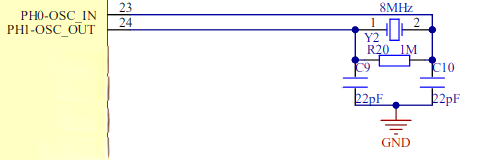 PH0-OSC_IN 23 8MHz
PH1-OSC_OUT 24 1 2
Y2
R20 1M
C9 C10
22pF 22pF
GND